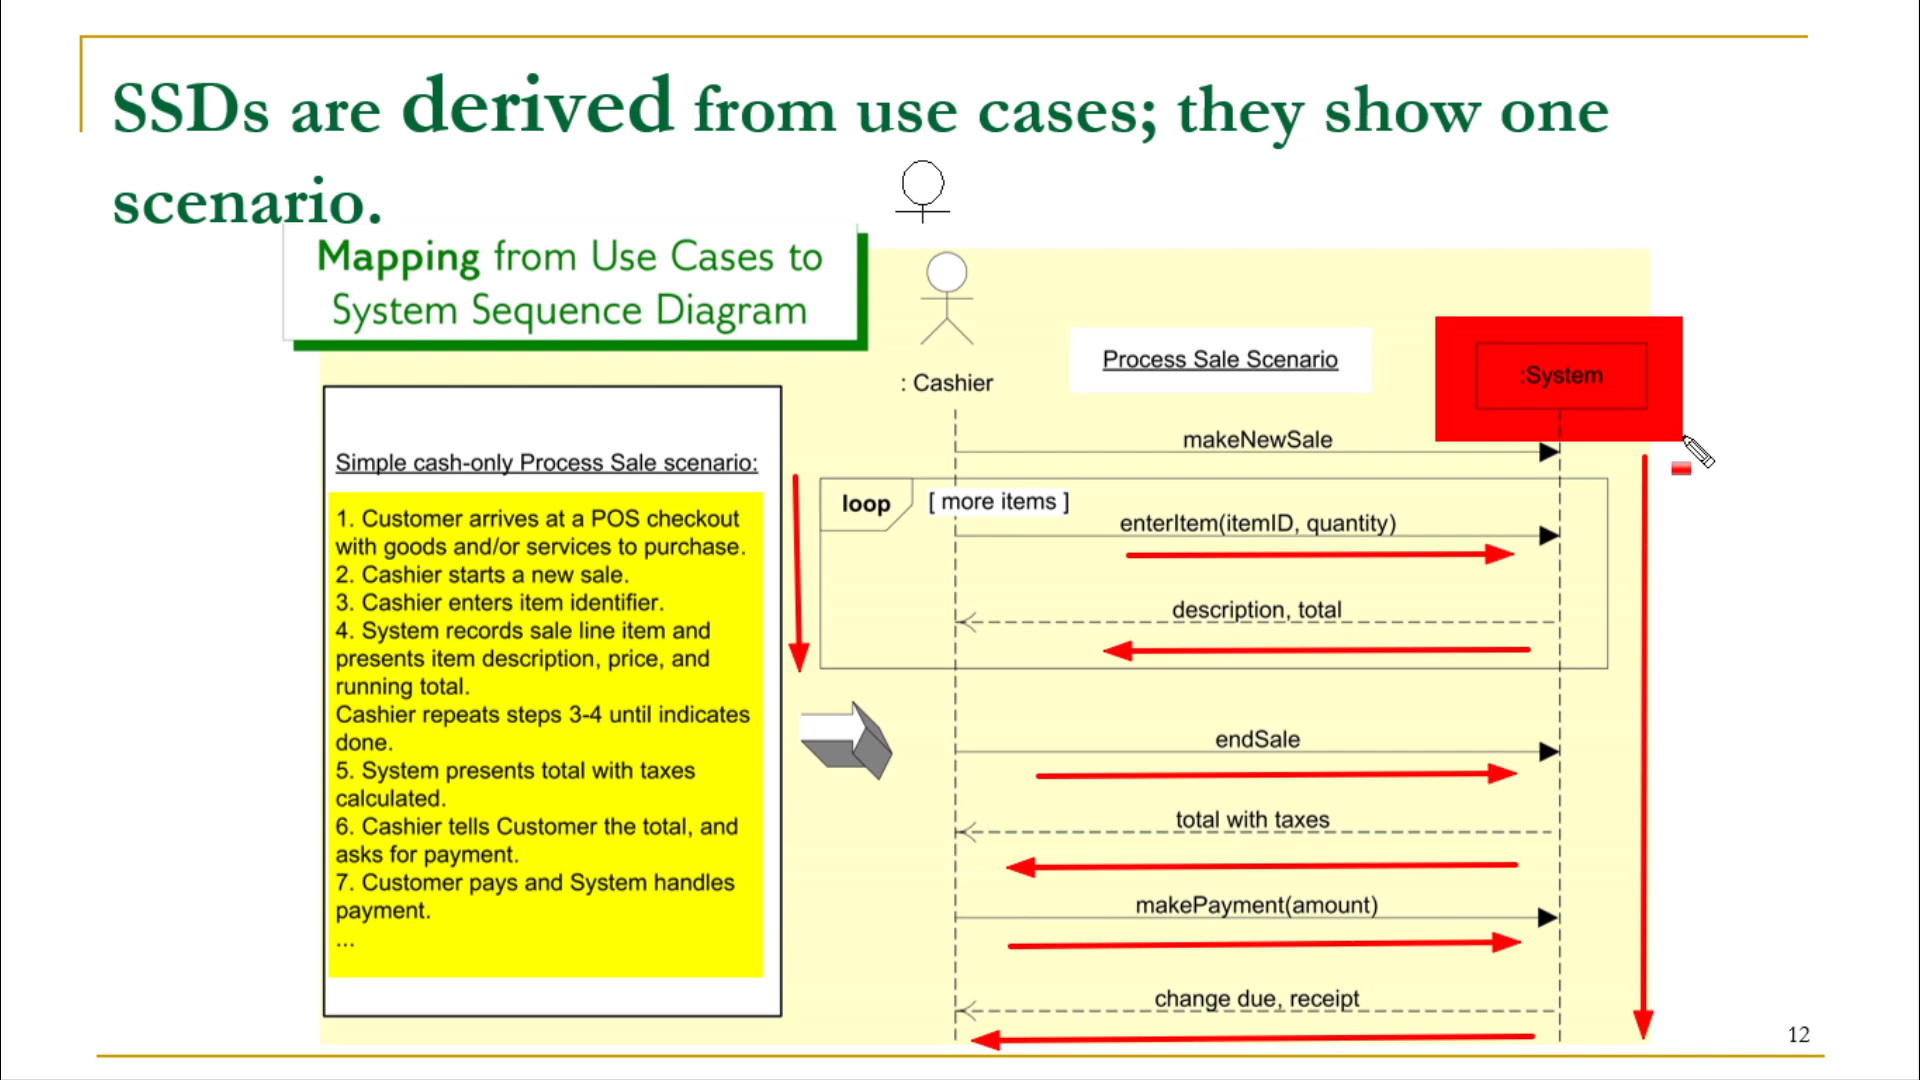 SSDs are derived from use cases; they show one
scenario.
Mapping from Use Cases to
System Sequence Diagram
: Cashier
Process Sale Scenario
:System
Simple cash-only Process Sale scenario:
1. Customer arrives at a POS checkout
with goods and/or services to purchase.
2. Cashier starts a new sale.
3. Cashier enters item identifier.
4. System records sale line item and
presents item description, price, and
running total.
Cashier repeats steps 3-4 until indicates
done.
5. System presents total with taxes
calculated.
6. Cashier tells Customer the total, and
asks for payment.
7. Customer pays and System handles
payment.
...
makeNewSale
loop
[ more items ]
enterItem(itemID, quantity)
description, total
endSale
total with taxes
makePayment(amount)
change due, receipt
12